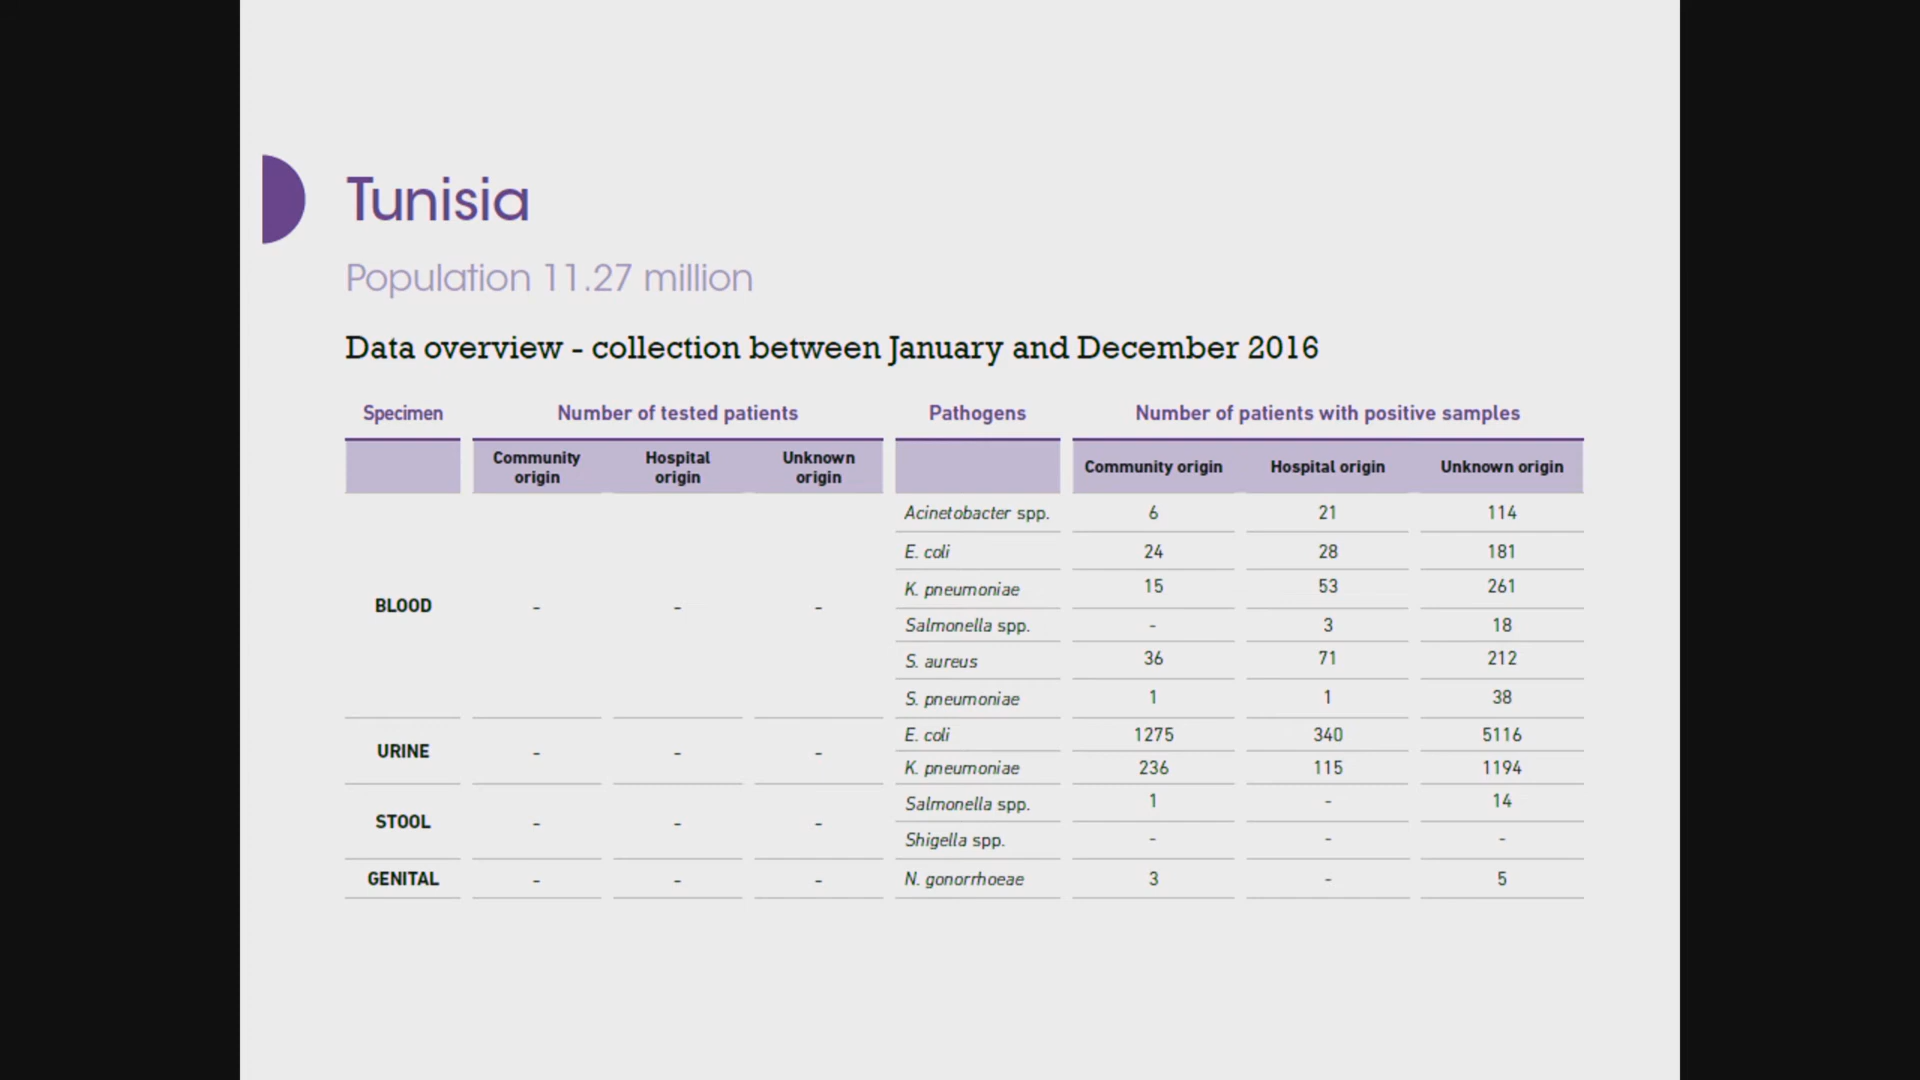 Tunisia
Population 11.27 million
Data overview - collection between January and December 2016
Specimen Number of tested patients Pathogens Number of patients with positive samples
Community origin Hospital origin Unknown origin Community origin Hospital origin Unknown origin
BLOOD - - -
Acinetobacter spp. 6 21 114
E. coli 24 28 181
K. pneumoniae 15 53 261
Salmonella spp. - 3 18
S. aureus 36 71 212
S. pneumoniae 1 1 38
URINE - - -
E. coli 1275 340 5116
K. pneumoniae 236 115 1194
STOOL - - -
Salmonella spp. 1 - 14
Shigella spp. - - -
GENITAL - - - N. gonorrhoeae 3 - 5